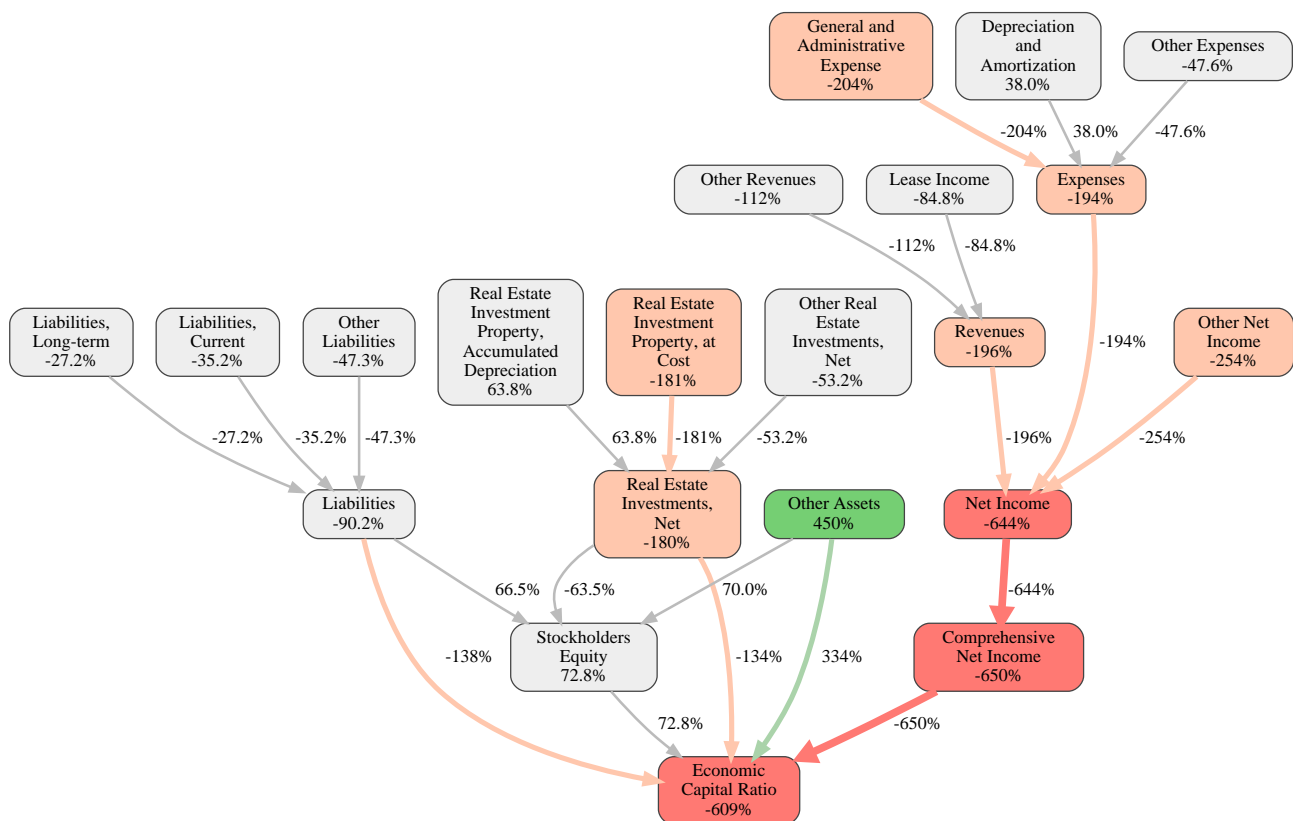 General and
Administrative
Expense
-204%
Depreciation
and
Amortization
38.0%
Other Expenses
-47.6%
-204%
38.0%
-47.6%
Other Revenues
-112%
Lease Income
-84.8%
Expenses
-194%
-112%
-84.8%
Liabilities,
Long-term
-27.2%
Liabilities,
Current
-35.2%
Other
Liabilities
-47.3%
Real Estate
Investment
Property,
Accumulated
Depreciation
63.8%
Real Estate
Investment
Property, at
Cost
-181%
Other Real
Estate
Investments,
Net
-53.2%
Revenues
-196%
-194%
Other Net
Income
-254%
-27.2%
-35.2%
-47.3%
63.8%
-181%
-53.2%
-196%
-254%
Liabilities
-90.2%
Real Estate
Investments,
Net
-180%
Other Assets
450%
Net Income
-644%
66.5%
-63.5%
70.0%
-644%
Stockholders
Equity
72.8%
Comprehensive
Net Income
-650%
-138%
-134%
334%
72.8%
-650%
Economic
Capital Ratio
-609%